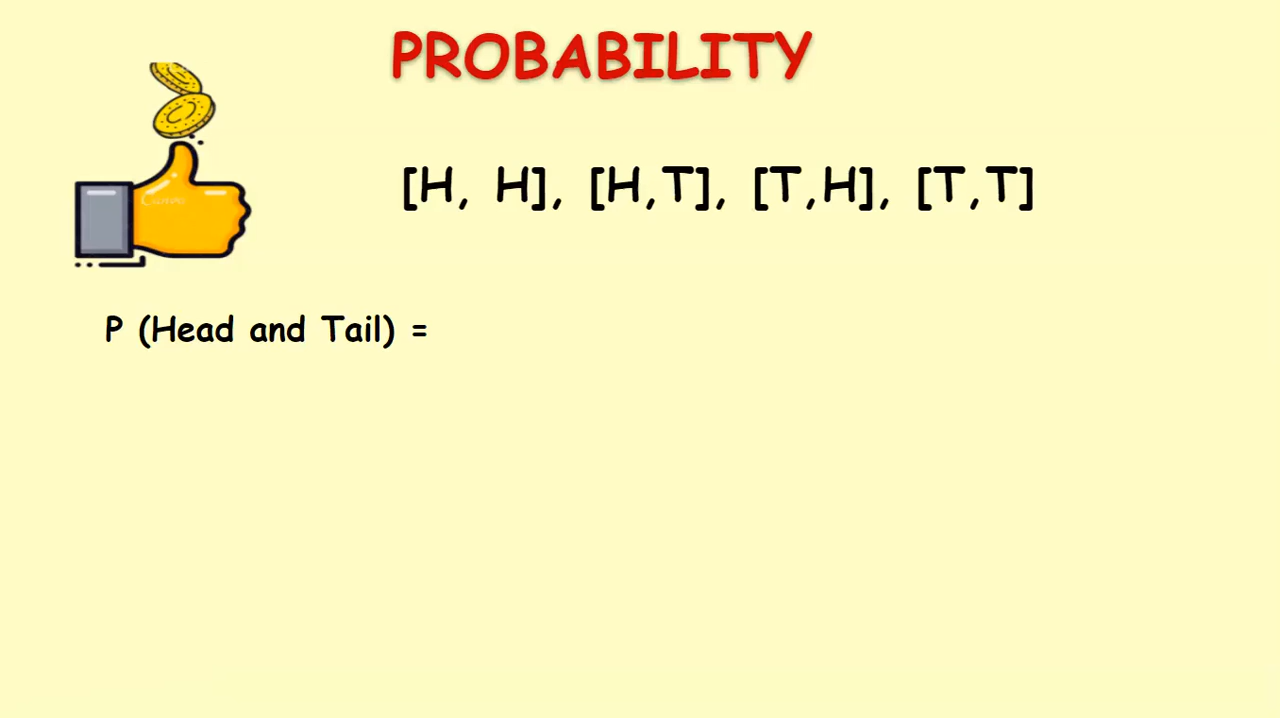 PROBABILITY
[H, H], [H,T], [T,H], [T,T]
P (Head and Tail) =